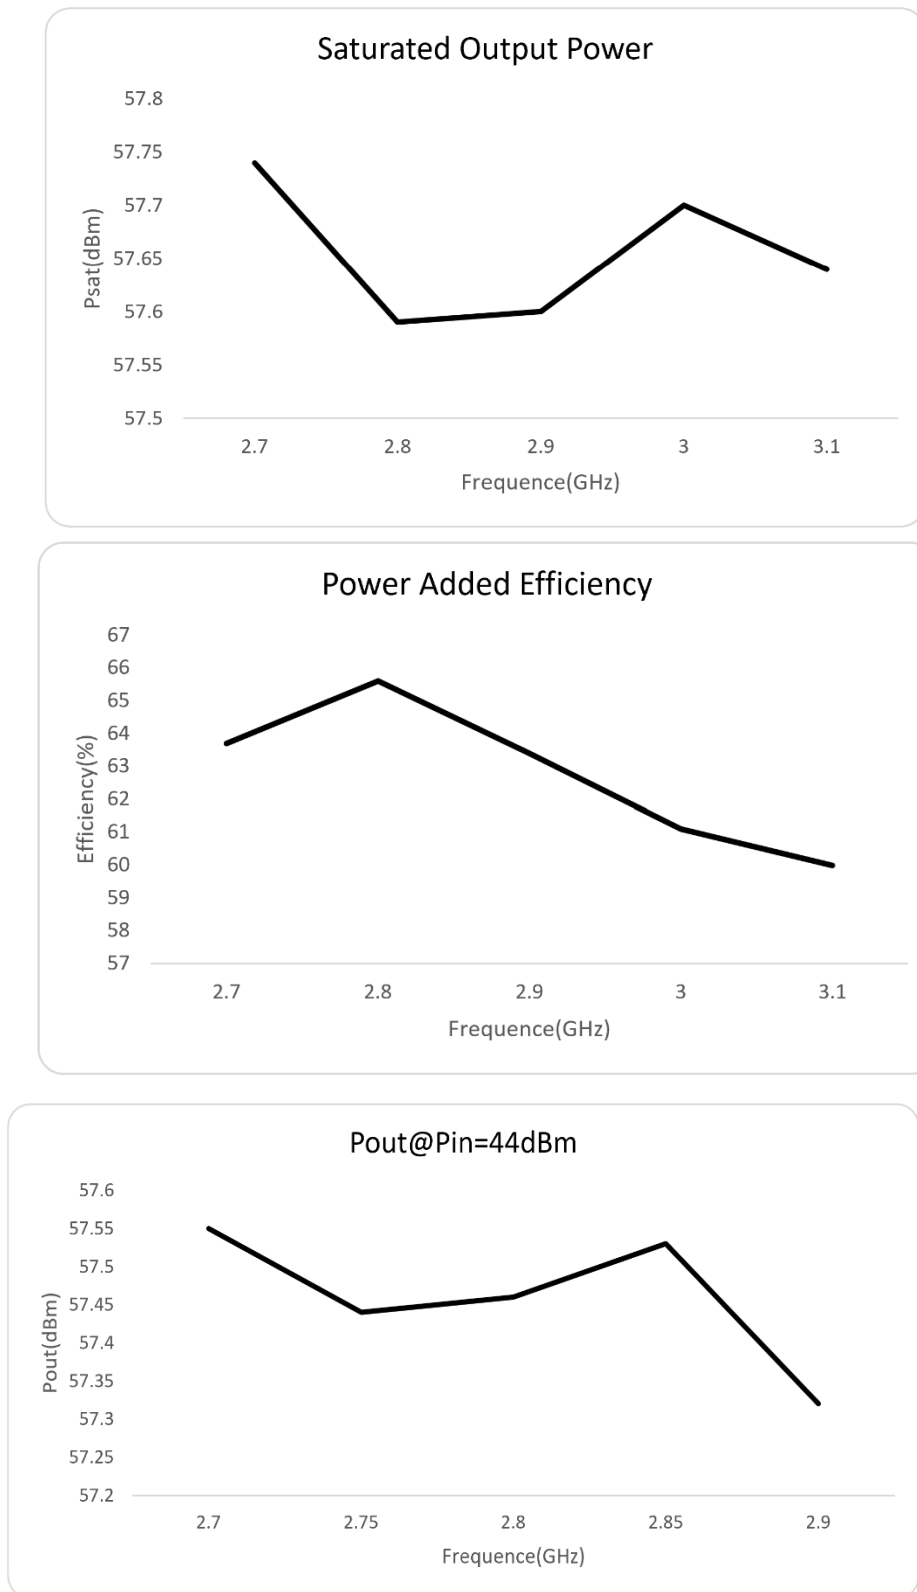 Saturated Output Power
57.8
57.75
57.7
57.65
57.6
57.55
57.5
Psat(dBm)
2.7 2.8 2.9 3 3.1
Frequence(GHz)
Power Added Efficiency
67
66
65
64
63
62
61
60
59
58
57
Efficiency(%)
2.7 2.8 2.9 3 3.1
Frequence(GHz)
Pout@Pin=44dBm
57.6
57.55
57.5
57.45
57.4
57.35
57.3
57.25
57.2
Pout(dBm)
2.7 2.75 2.8 2.85 2.9
Frequence(GHz)